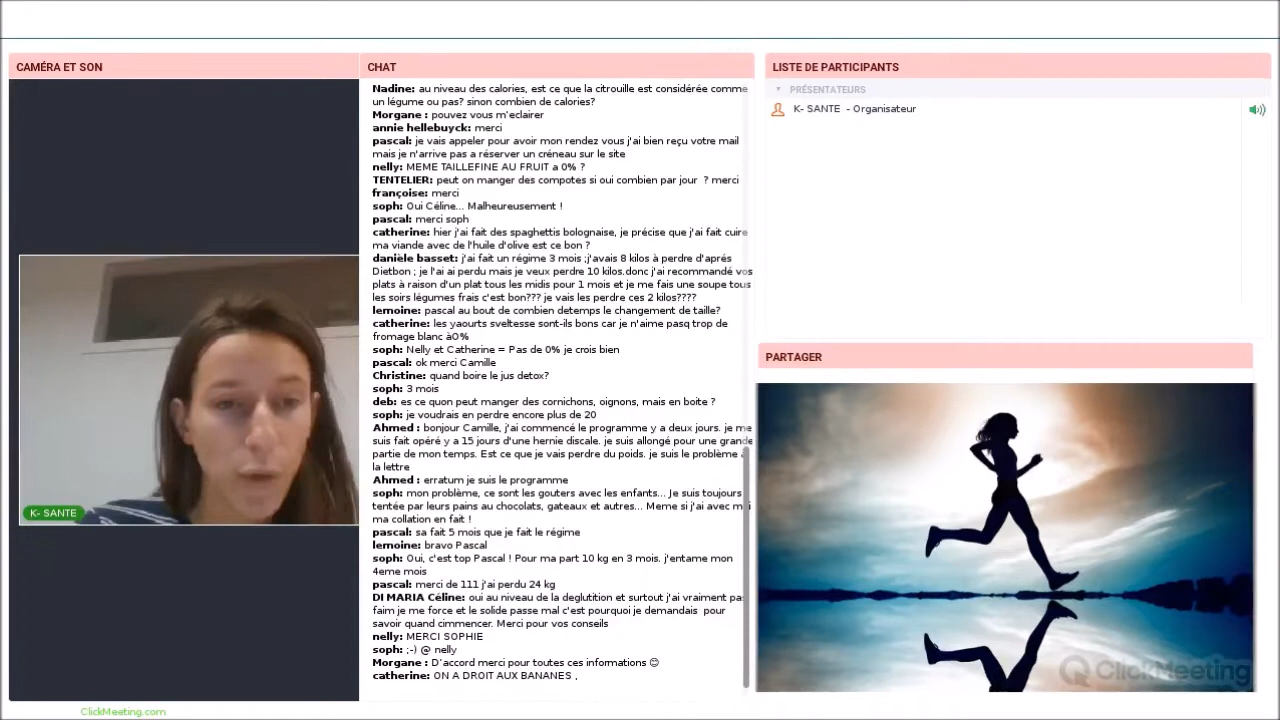 CAMÉRA ET SON
K- SANTE
CHAT
Nadine: au niveau des calories, est ce que la citrouille est considérée comme
un légume ou pas? sinon combien de calories?
Morgane : pouvez vous m'eclairer
annie hellebuyck: merci
pascal: je vais appeler pour avoir mon rendez vous j'ai bien reçu votre mail
mais je n'arrive pas a réserver un créneau sur le site
nelly: MEME TAILLEFINE AU FRUIT a 0% ?
TENTELIER: peut on manger des compotes si oui combien par jour ? merci
françoise: merci
soph: Oui Céline... Malheureusement !
pascal: merci soph
catherine: hier j'ai fait des spaghettis bolognaise, je précise que j'ai fait cuire
ma viande avec de l'huile d'olive est ce bon ?
danièle basset: j'ai fait un régime 3 mois ;j'avais 8 kilos à perdre d'aprés
Dietbon ; je l'ai ai perdu mais je veux perdre 10 kilos.donc j'ai recommandé vos
plats à raison d'un plat tous les midis pour 1 mois et je me fais une soupe tous
les soirs légumes frais c'est bon??? je vais les perdre ces 2 kilos????
lemoine: pascal au bout de combien detemps le changement de taille?
catherine: les yaourts sveltesse sont-ils bons car je n'aime pasq trop de
fromage blanc à0%
soph: Nelly et Catherine = Pas de 0% je crois bien
pascal: ok merci Camille
Christine: quand boire le jus detox?
soph: 3 mois
deb: es ce quon peut manger des cornichons, oignons, mais en boite ?
soph: je voudrais en perdre encore plus de 20
Ahmed : bonjour Camille, j'ai commencé le programme y a deux jours. je me
suis fait opéré y a 15 jours d'une hernie discale. je suis allongé pour une grande
partie de mon temps. Est ce que je vais perdre du poids. je suis le problème à
la lettre
Ahmed : erratum je suis le programme
soph: mon problème, ce sont les gouters avec les enfants... Je suis toujours
tentée par leurs pains au chocolats, gateaux et autres... Meme si j'ai avec moi
ma collation en fait !
pascal: sa fait 5 mois que je fait le régime
lemoine: bravo Pascal
soph: Oui, c'est top Pascal ! Pour ma part 10 kg en 3 mois. j'entame mon
4eme mois
pascal: merci de 111 j'ai perdu 24 kg
DI MARIA Céline: oui au niveau de la deglutition et surtout j'ai vraiment pas
faim je me force et le solide passe mal c'est pourquoi je demandais pour
savoir quand cimmencer. Merci pour vos conseils
nelly: MERCI SOPHIE
soph: ;-) @ nelly
Morgane : D'accord merci pour toutes ces informations 😊
catherine: ON A DROIT AUX BANANES ,
LISTE DE PARTICIPANTS
PRÉSENTATEURS
K- SANTE - Organisateur
PARTAGER
ClickMeeting
ClickMeeting.com